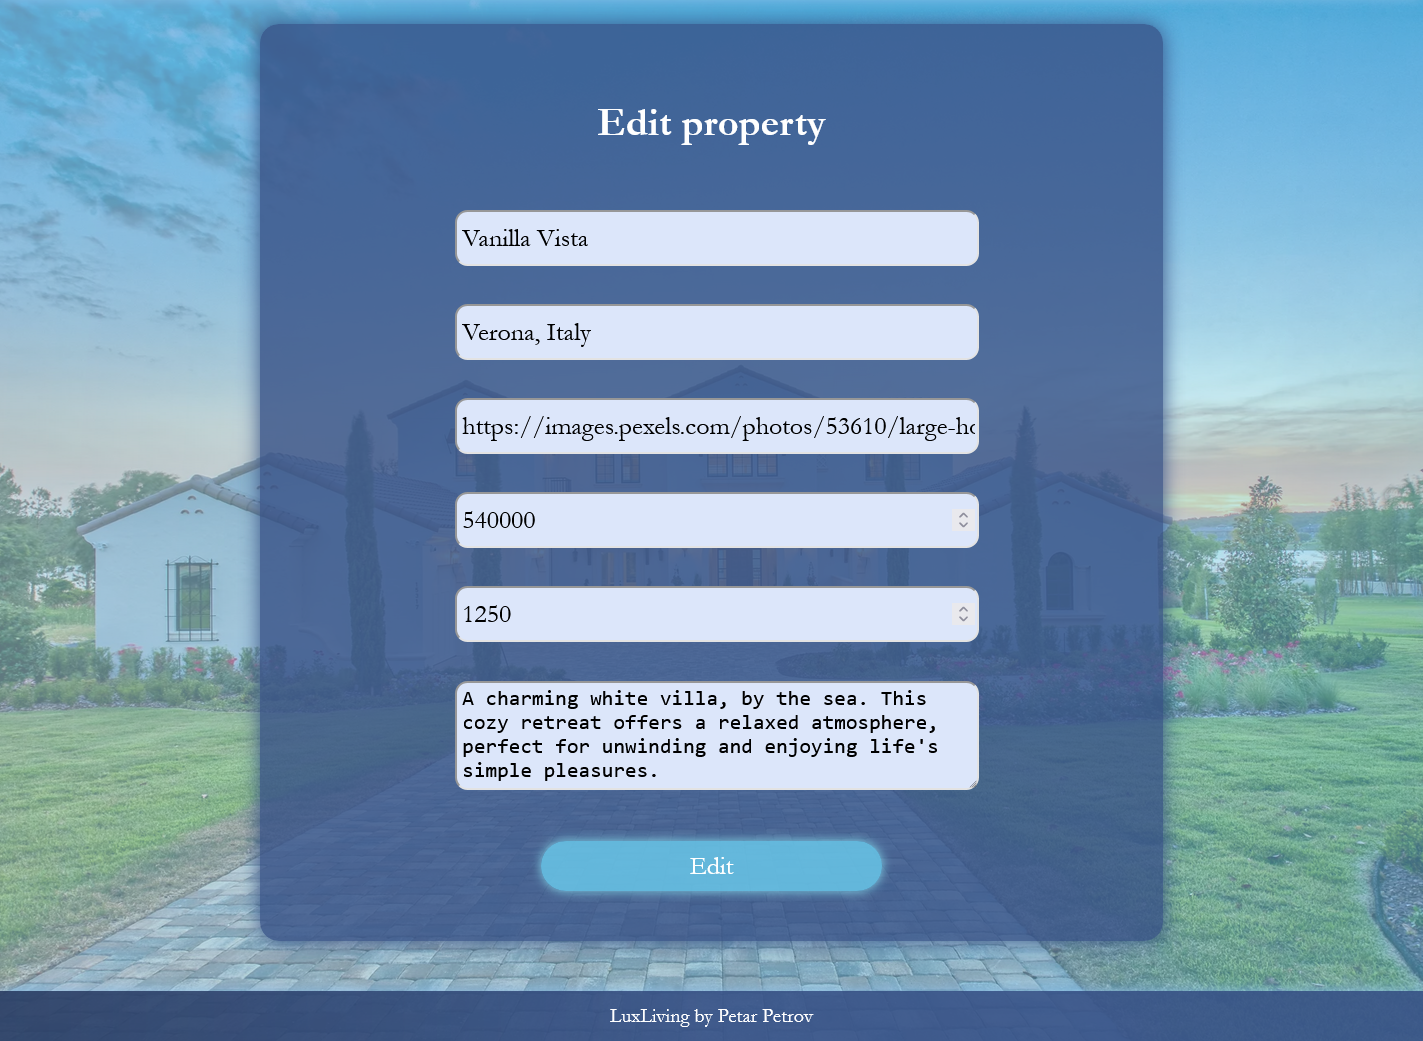 Edit property
Vanilla Vista
Verona, Italy
https://images.pexels.com/photos/53610/large-ho
540000
1250
A charming white villa, by the sea. This
cozy retreat offers a relaxed atmosphere,
perfect for unwinding and enjoying life's
simple pleasures.
Edit
LuxLiving by Petar Petrov